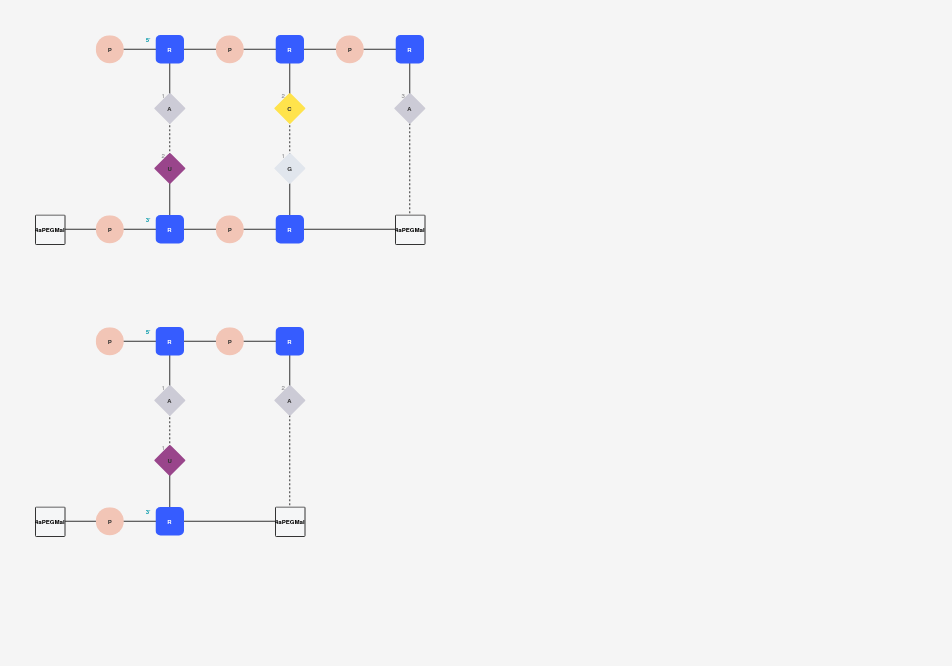 5'
P R P R P R
1 2 3
A C A
2 1
U G
3'
4aPEGMal P R P R 4aPEGMal
5'
P R P R
1 2
A A
1
U
3'
4aPEGMal P R 4aPEGMal